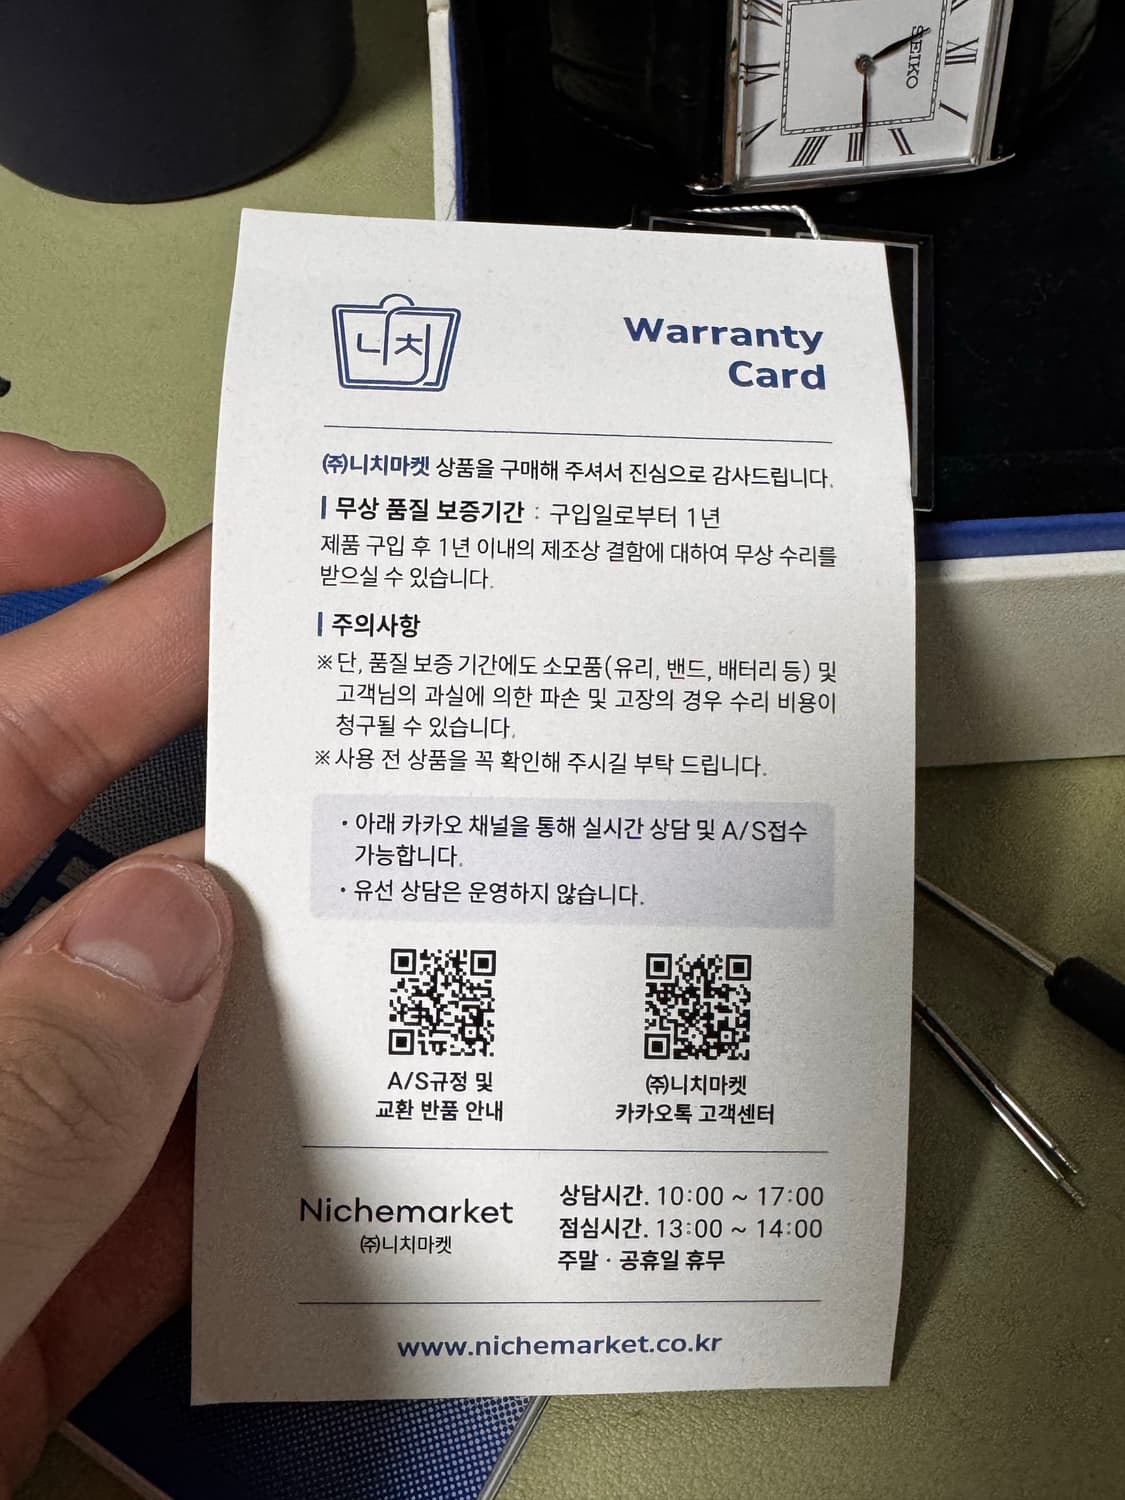 SEIKO
XII
I
II
III
니치
Warranty
Card
㈜니치마켓 상품을 구매해 주셔서 진심으로 감사드립니다.
무상 품질 보증기간 : 구입일로부터 1년
제품 구입 후 1년 이내의 제조상 결함에 대하여 무상 수리를
받으실 수 있습니다.
주의사항
※ 단, 품질 보증 기간에도 소모품(유리, 밴드, 배터리 등) 및
고객님의 과실에 의한 파손 및 고장의 경우 수리 비용이
청구될 수 있습니다.
※ 사용 전 상품을 꼭 확인해 주시길 부탁 드립니다.
· 아래 카카오 채널을 통해 실시간 상담 및 A/S접수
가능합니다.
· 유선 상담은 운영하지 않습니다.
A/S규정 및
교환 반품 안내
㈜니치마켓
카카오톡 고객센터
Nichemarket
㈜니치마켓
상담시간. 10:00 ~ 17:00
점심시간. 13:00 ~ 14:00
주말 · 공휴일 휴무
www.nichemarket.co.kr